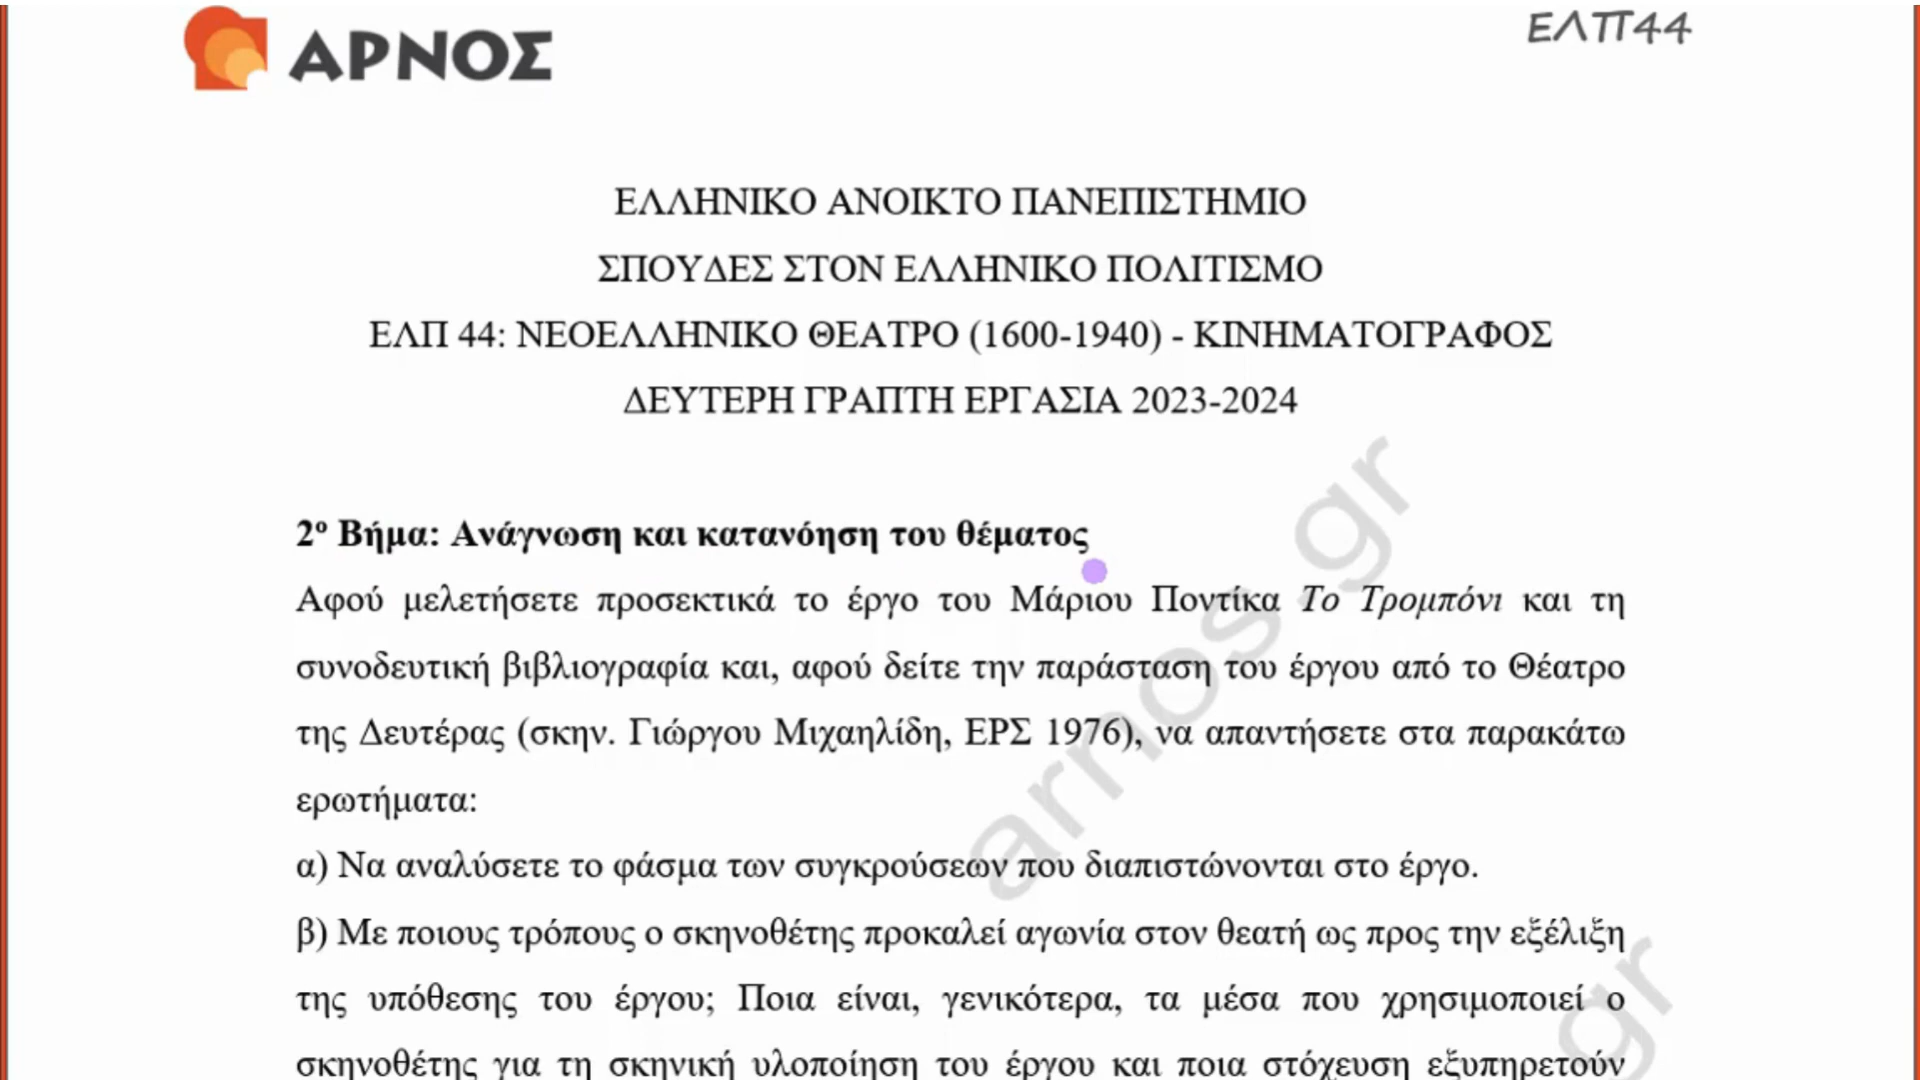 ΑΡΝΟΣ
ΕΛΠ44
ΕΛΛΗΝΙΚΟ ΑΝΟΙΚΤΟ ΠΑΝΕΠΙΣΤΗΜΙΟ
ΣΠΟΥΔΕΣ ΣΤΟΝ ΕΛΛΗΝΙΚΟ ΠΟΛΙΤΙΣΜΟ
ΕΛΠ 44: ΝΕΟΕΛΛΗΝΙΚΟ ΘΕΑΤΡΟ (1600-1940) - ΚΙΝΗΜΑΤΟΓΡΑΦΟΣ
ΔΕΥΤΕΡΗ ΓΡΑΠΤΗ ΕΡΓΑΣΙΑ 2023-2024
2ο Βήμα: Ανάγνωση και κατανόηση του θέματος
Αφού μελετήσετε προσεκτικά το έργο του Μάριου Ποντίκα Το Τρομπόνι και τη
συνοδευτική βιβλιογραφία και, αφού δείτε την παράσταση του έργου από το Θέατρο
της Δευτέρας (σκην. Γιώργου Μιχαηλίδη, ΕΡΣ 1976), να απαντήσετε στα παρακάτω
ερωτήματα:
α) Να αναλύσετε το φάσμα των συγκρούσεων που διαπιστώνονται στο έργο.
β) Με ποιους τρόπους ο σκηνοθέτης προκαλεί αγωνία στον θεατή ως προς την εξέλιξη
της υπόθεσης του έργου; Ποια είναι, γενικότερα, τα μέσα που χρησιμοποιεί ο
σκηνοθέτης για τη σκηνική υλοποίηση του έργου και ποια στόχευση εξυπηρετούν
arnos.gr
.gr